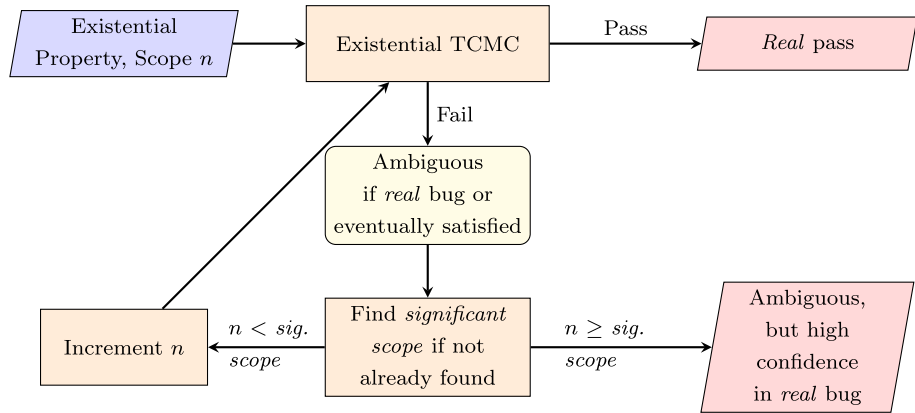 Existential
Property, Scope n
Existential TCMC
Pass
Real pass
Fail
Ambiguous
if real bug or
eventually satisfied
Increment n
n < sig.
scope
Find significant
scope if not
already found
n ≥ sig.
scope
Ambiguous,
but high
confidence
in real bug